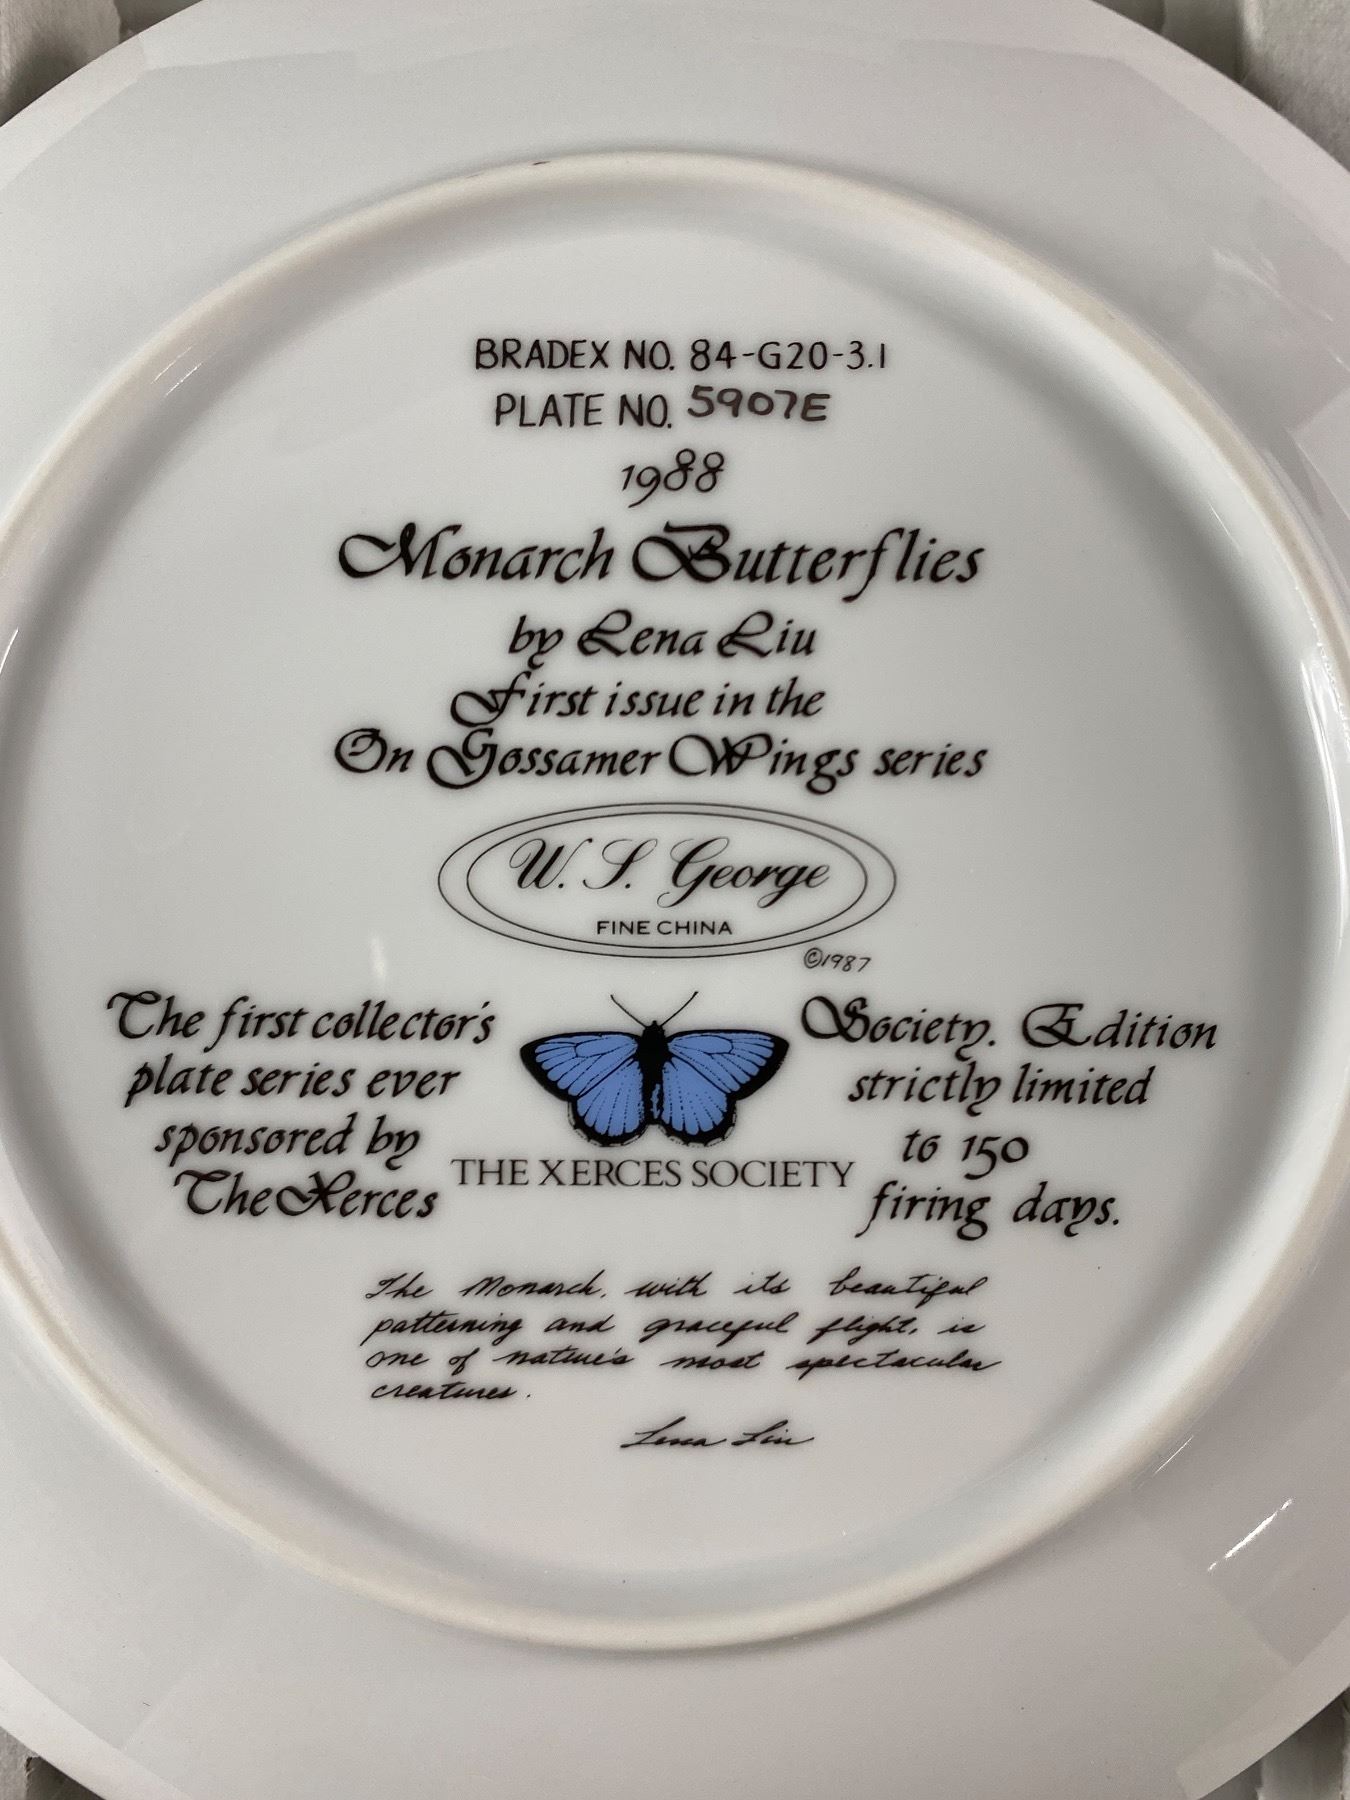 BRADEX NO. 84-G20-3.1
PLATE NO. 5907E
1988
Monarch Butterflies
by Lena Liu
First issue in the
On Gossamer Wings series
W. S. George
FINE CHINA
©1987
The first collector's
plate series ever
sponsored by
The Xerces
Society. Edition
strictly limited
to 150
firing days.
THE XERCES SOCIETY
The Monarch, with its beautiful
patterning and graceful flight, is
one of nature's most spectacular
creatures.
Lena Liu